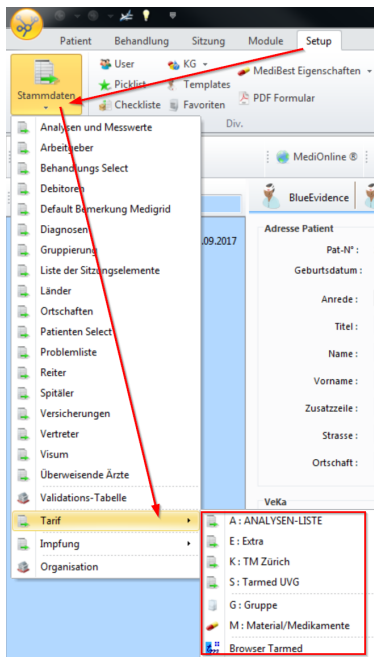 Patient Behandlung Sitzung Module Setup
Stammdaten
User KG MediBest Eigenschaften
Picklist Templates
Checkliste Favoriten PDF Formular
Div.
Analysen und Messwerte
Arbeitgeber
Behandlungs Select
Debitoren
Default Bemerkung Medigrid
Diagnosen
Gruppierung
Liste der Sitzungselemente
Länder
Ortschaften
Patienten Select
Problemliste
Reiter
Spitäler
Versicherungen
Vertreter
Visum
Überweisende Ärzte
Validations-Tabelle
Tarif
Impfung
Organisation
MediOnline ®
BlueEvidence
.09.2017
Adresse Patient
Pat-N° :
Geburtsdatum :
Anrede :
Titel :
Name :
Vorname :
Zusatzzeile :
Strasse :
Ortschaft :
VeKa
A : ANALYSEN-LISTE
E : Extra
K : TM Zürich
S : Tarmed UVG
G : Gruppe
M : Material/Medikamente
Browser Tarmed